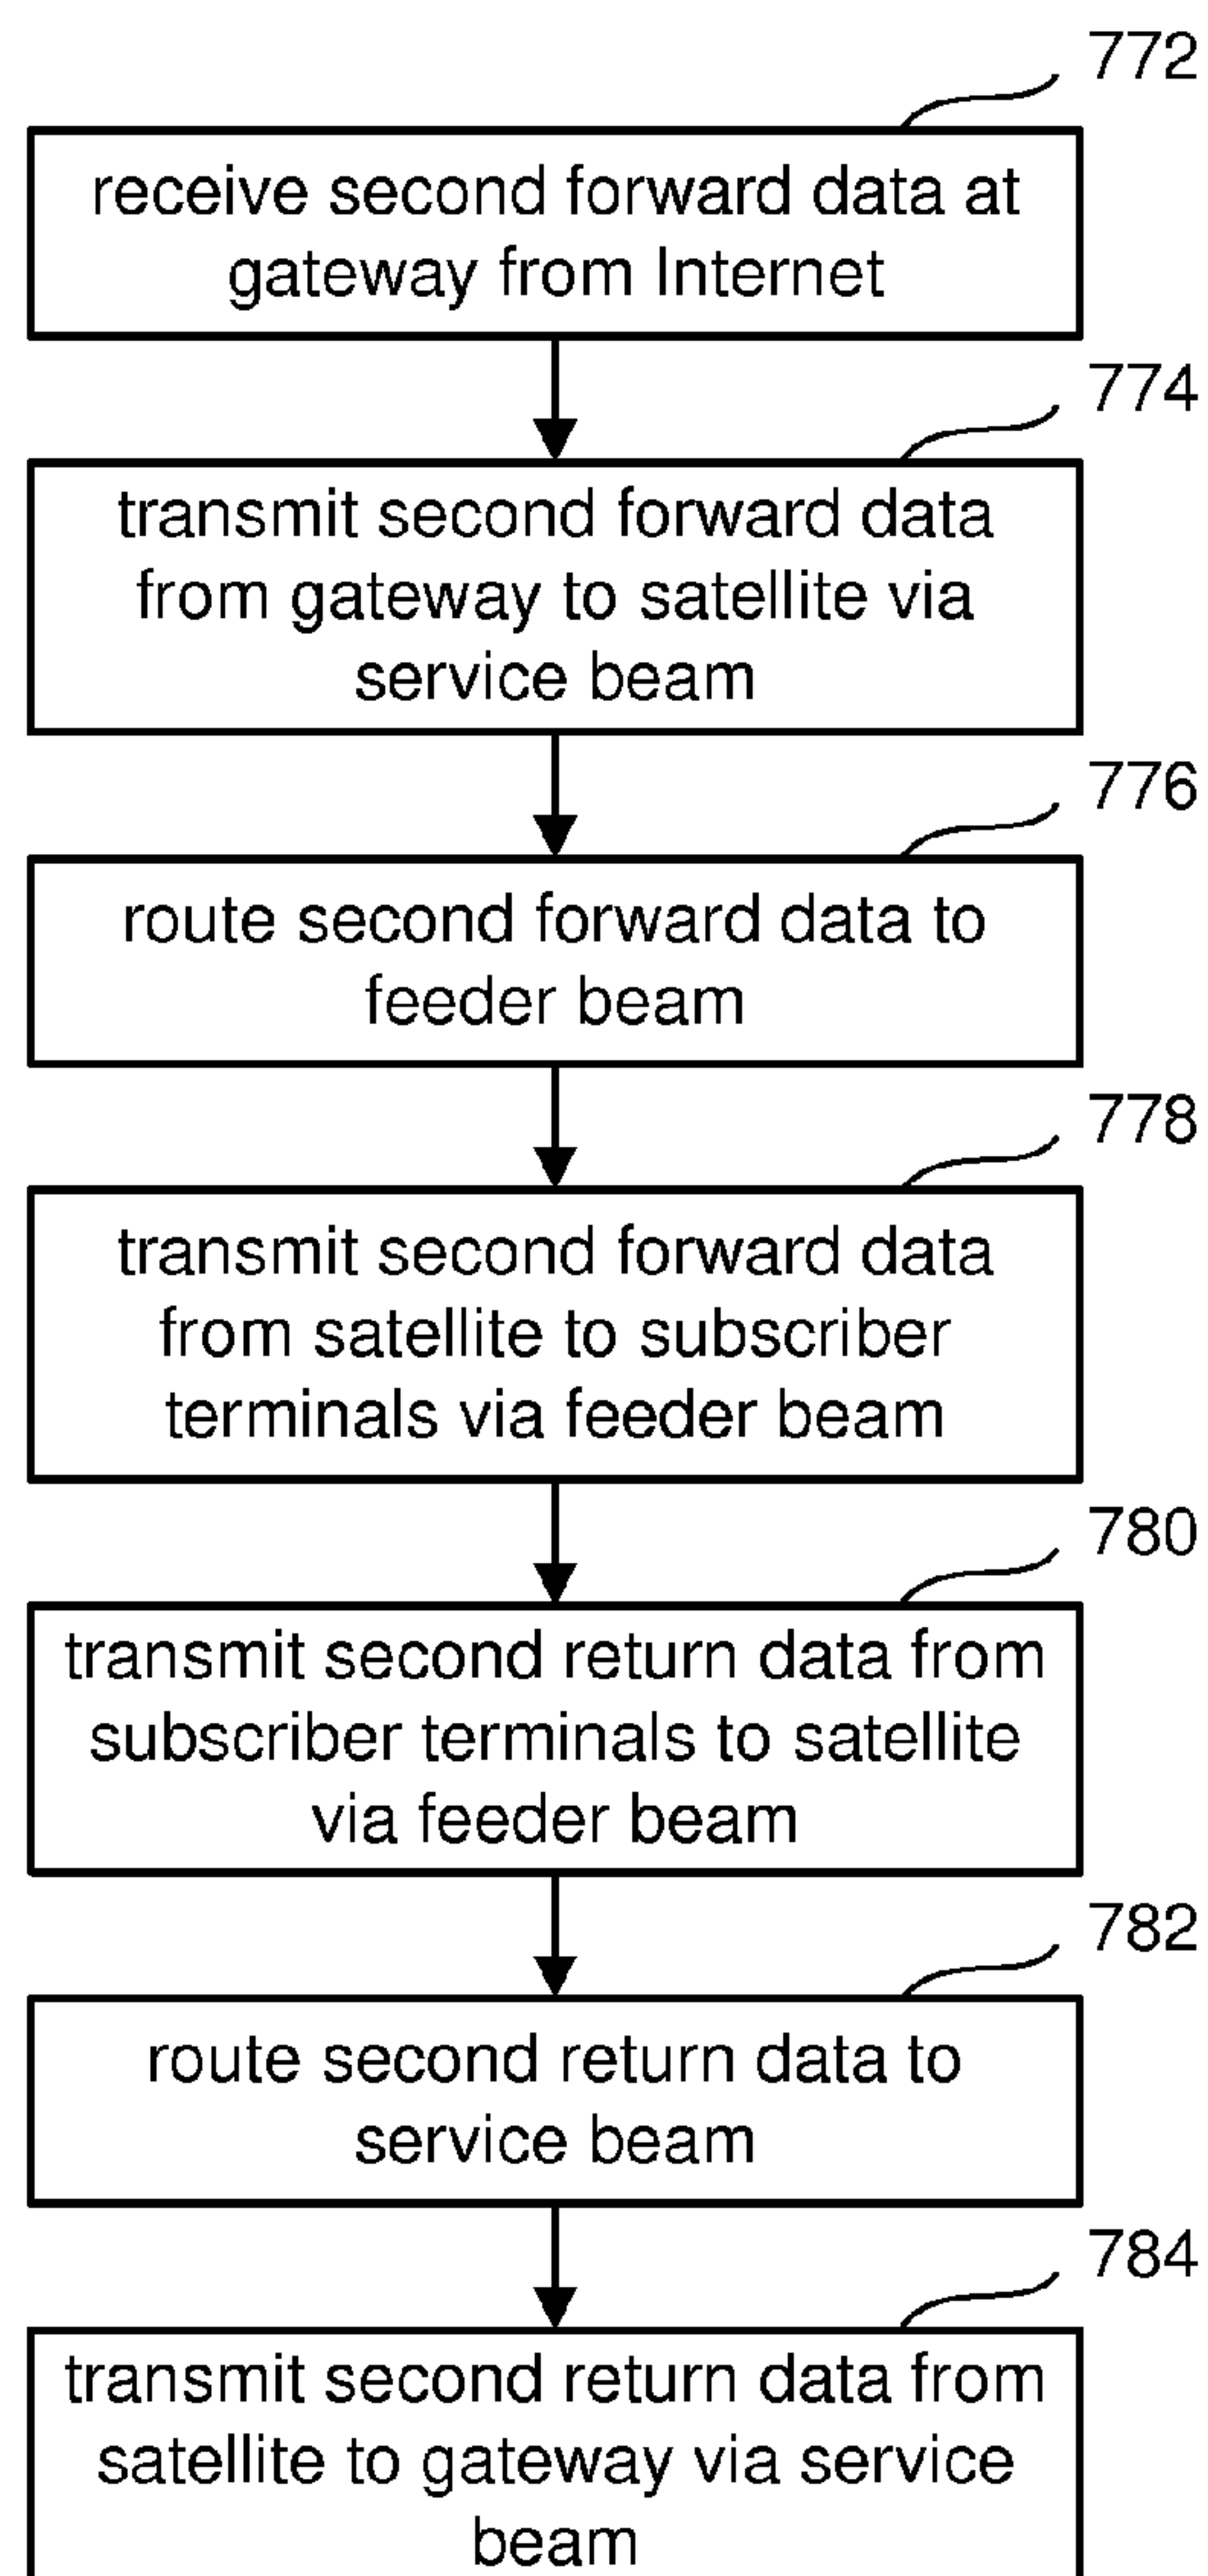 772
receive second forward data at
gateway from Internet
774
transmit second forward data
from gateway to satellite via
service beam
776
route second forward data to
feeder beam
778
transmit second forward data
from satellite to subscriber
terminals via feeder beam
780
transmit second return data from
subscriber terminals to satellite
via feeder beam
782
route second return data to
service beam
784
transmit second return data from
satellite to gateway via service
beam